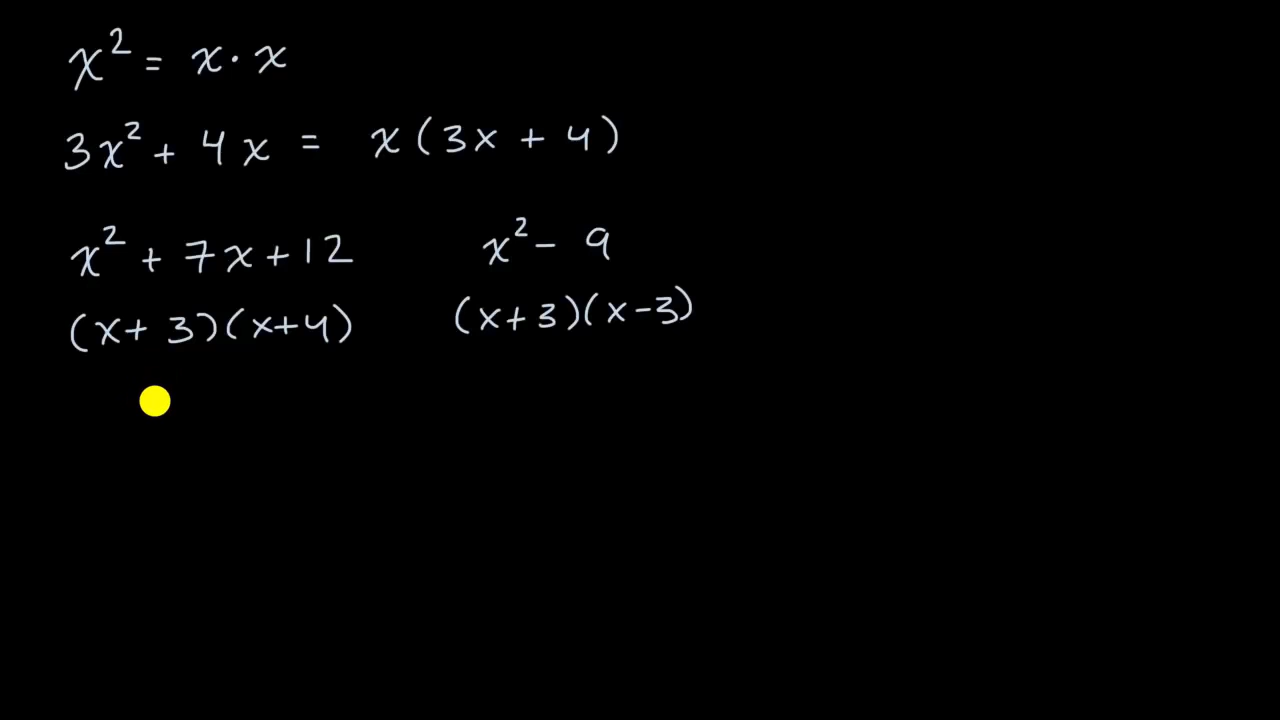 x² = x · x
3x² + 4x = x(3x + 4)
x² + 7x + 12
(x + 3)(x + 4)
x² - 9
(x + 3)(x - 3)